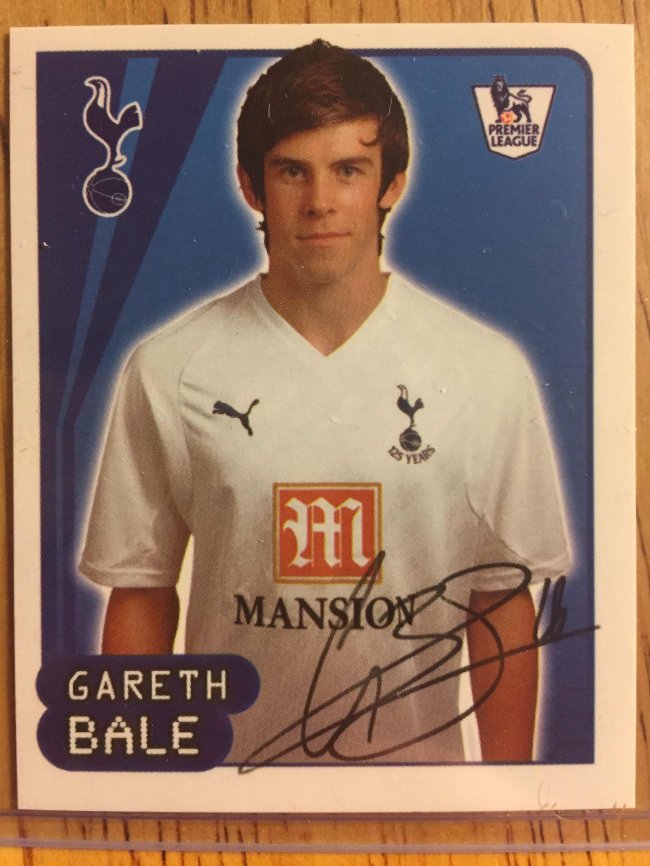 PREMIER
LEAGUE
125 YEARS
M
MANSION
GARETH
BALE